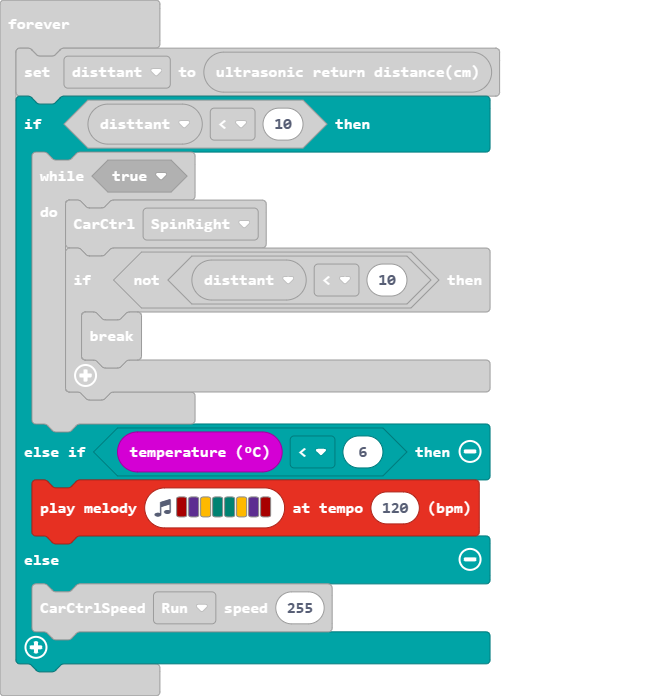 forever
set disttant to ultrasonic return distance(cm)
if disttant < 10 then
while true
do
CarCtrl SpinRight
if not disttant < 10 then
break
else if temperature (ºC) < 6 then
play melody at tempo 120 (bpm)
else
CarCtrlSpeed Run speed 255